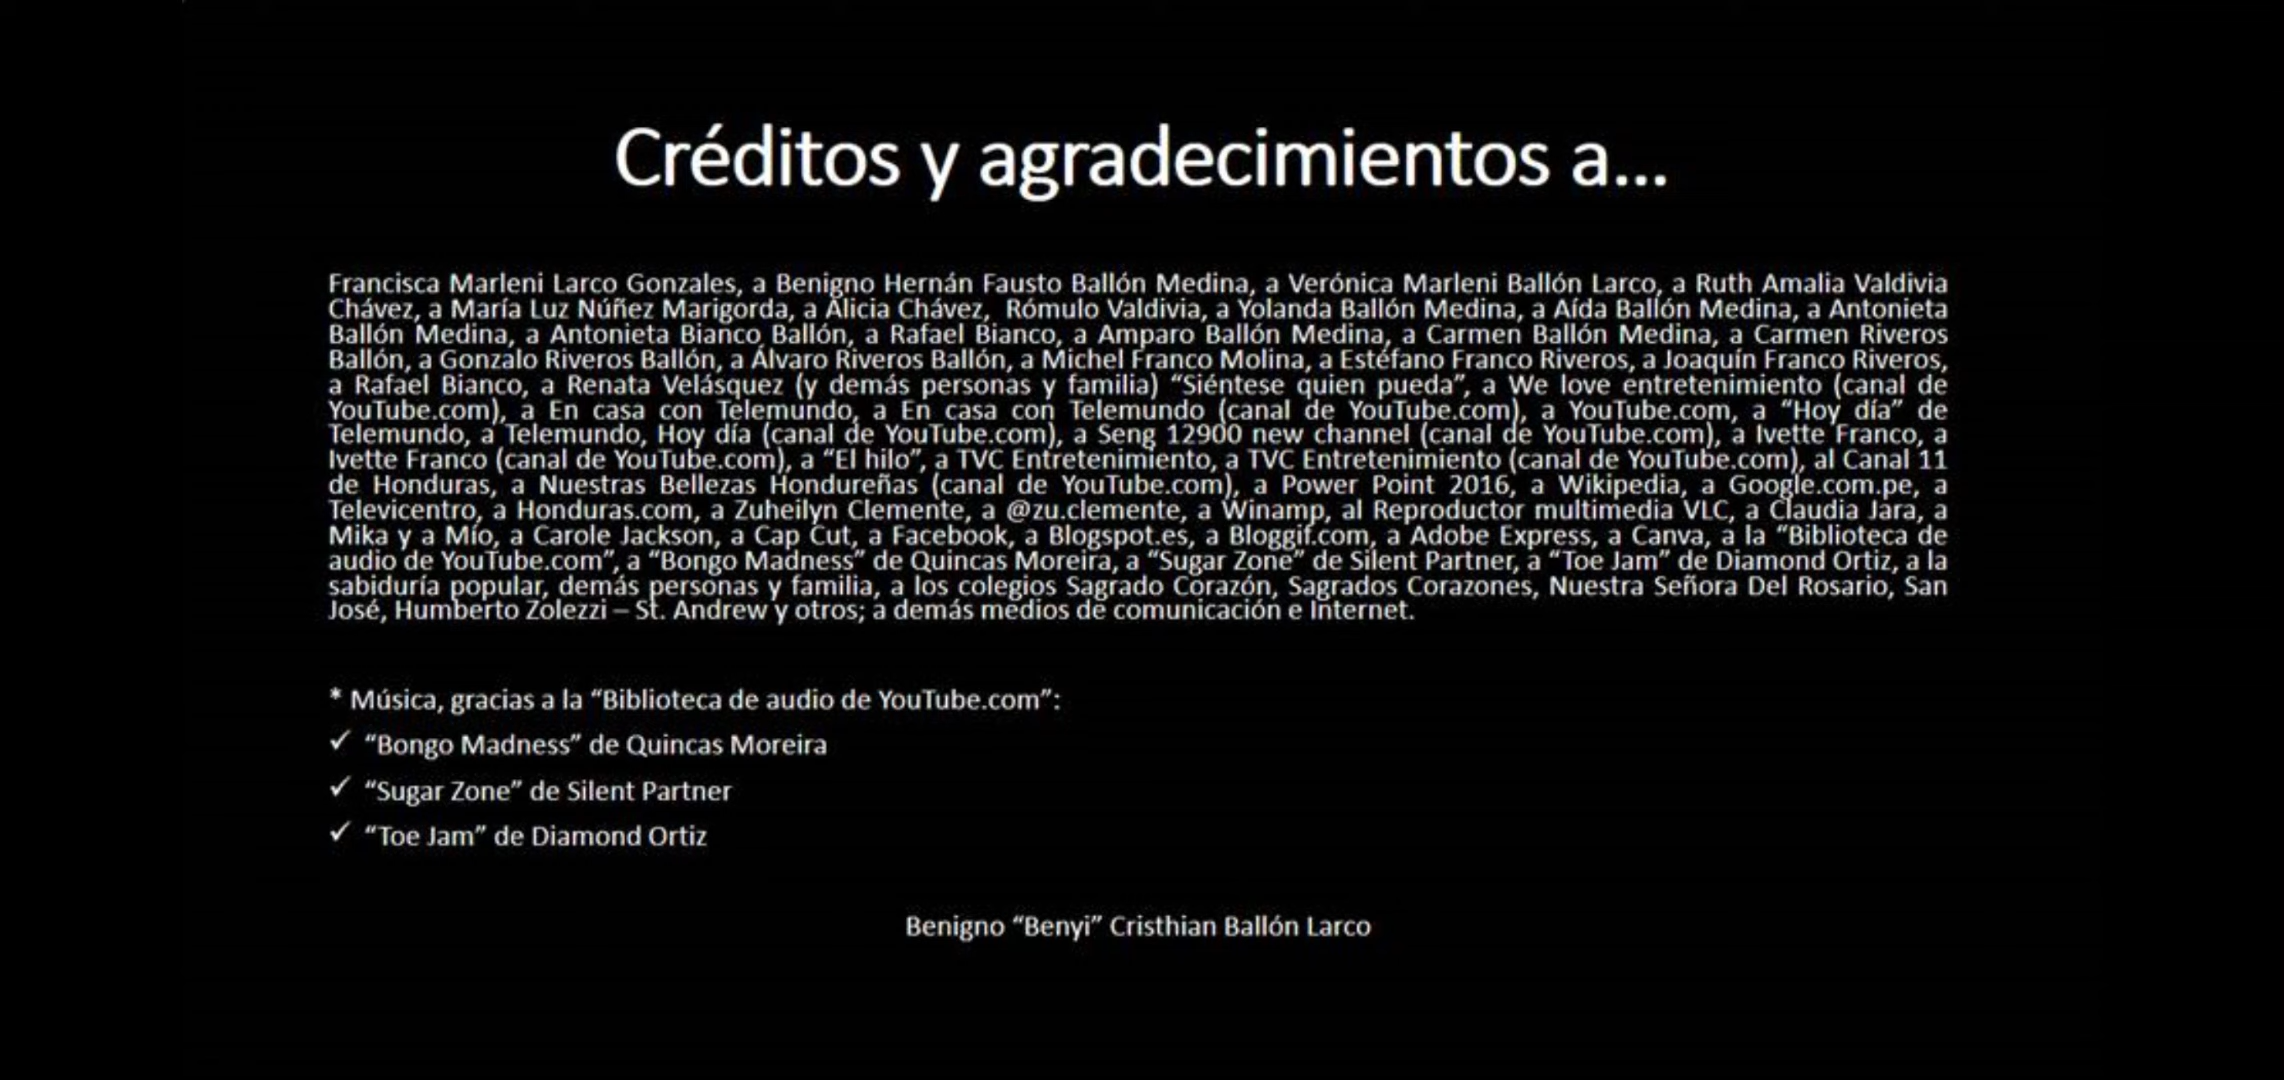 Créditos y agradecimientos a...
Francisca Marleni Larco Gonzales, a Benigno Hernán Fausto Ballón Medina, a Verónica Marleni Ballón Larco, a Ruth Amalia Valdivia
Chávez, a María Luz Núñez Marigorda, a Alicia Chávez,  Rómulo Valdivia, a Yolanda Ballón Medina, a Aída Ballón Medina, a Antonieta
Ballón Medina, a Antonieta Bianco Ballón, a Rafael Bianco, a Amparo Ballón Medina, a Carmen Ballón Medina, a Carmen Riveros
Ballón, a Gonzalo Riveros Ballón, a Álvaro Riveros Ballón, a Michel Franco Molina, a Estéfano Franco Riveros, a Joaquín Franco Riveros,
a Rafael Bianco, a Renata Velásquez (y demás personas y familia) “Siéntese quien pueda”, a We love entretenimiento (canal de
YouTube.com), a En casa con Telemundo, a En casa con Telemundo (canal de YouTube.com), a YouTube.com, a “Hoy día” de
Telemundo, a Telemundo, Hoy día (canal de YouTube.com), a Seng 12900 new channel (canal de YouTube.com), a Ivette Franco, a
Ivette Franco (canal de YouTube.com), a “El hilo”, a TVC Entretenimiento, a TVC Entretenimiento (canal de YouTube.com), al Canal 11
de Honduras, a Nuestras Bellezas Hondureñas (canal de YouTube.com), a Power Point 2016, a Wikipedia, a Google.com.pe, a
Televicentro, a Honduras.com, a Zuheilyn Clemente, a @zu.clemente, a Winamp, al Reproductor multimedia VLC, a Claudia Jara, a
Mika y a Mío, a Carole Jackson, a Cap Cut, a Facebook, a Blogspot.es, a Bloggif.com, a Adobe Express, a Canva, a la “Biblioteca de
audio de YouTube.com”, a “Bongo Madness” de Quincas Moreira, a “Sugar Zone” de Silent Partner, a “Toe Jam” de Diamond Ortiz, a la
sabiduría popular, demás personas y familia, a los colegios Sagrado Corazón, Sagrados Corazones, Nuestra Señora Del Rosario, San
José, Humberto Zolezzi – St. Andrew y otros; a demás medios de comunicación e Internet.
* Música, gracias a la “Biblioteca de audio de YouTube.com”:
✓ “Bongo Madness” de Quincas Moreira
✓ “Sugar Zone” de Silent Partner
✓ “Toe Jam” de Diamond Ortiz
Benigno “Benyi” Cristhian Ballón Larco